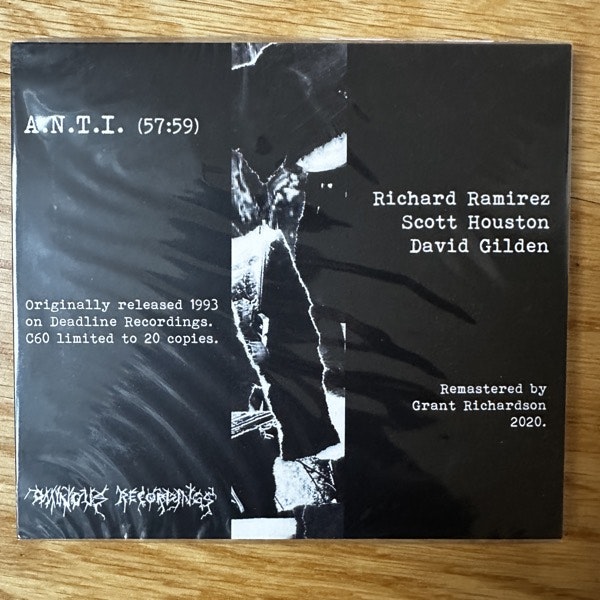 A.N.T.I. (57:59)
Richard Ramirez
Scott Houston
David Gilden
Originally released 1993
on Deadline Recordings.
C60 limited to 20 copies.
Remastered by
Grant Richardson
2020.
RECORDINGS